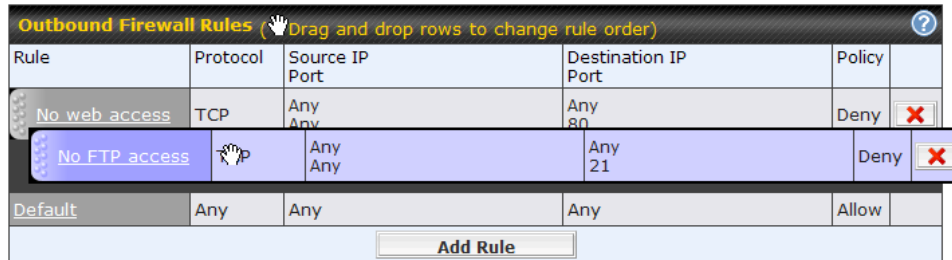 Outbound Firewall Rules (Drag and drop rows to change rule order)
Rule Protocol Source IP Destination IP Policy
Port Port
No web access TCP Any Any Deny
Any 80
No FTP access Any Any Deny
Any 21
Default Any Any Any Allow
Add Rule